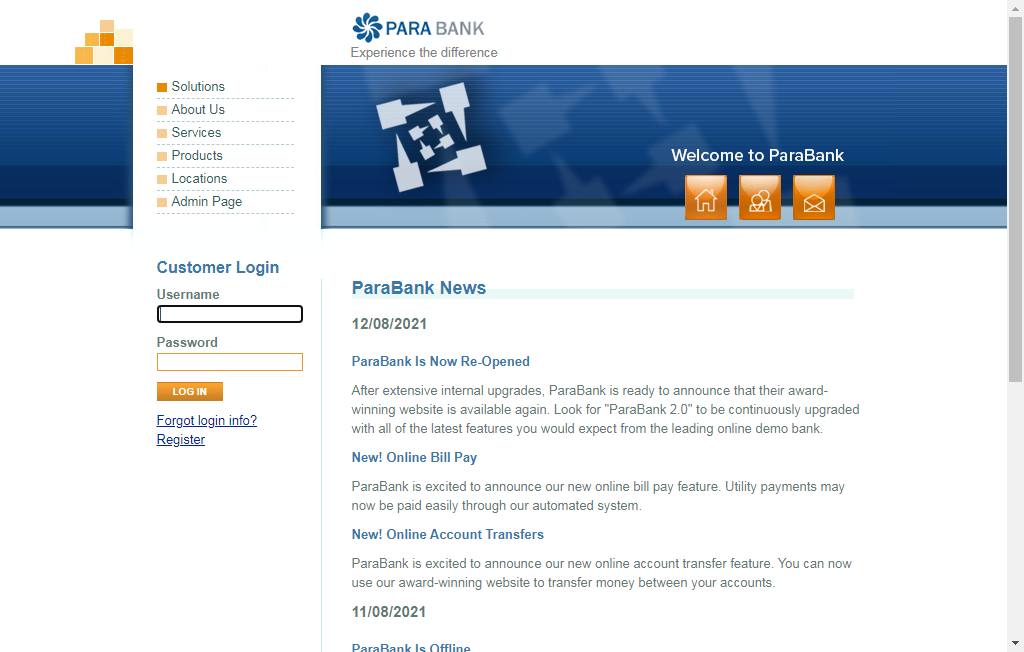 PARA BANK
Experience the difference
Solutions
About Us
Services
Products
Locations
Admin Page
Welcome to ParaBank
Customer Login
Username
Password
LOG IN
Forgot login info?
Register
ParaBank News
12/08/2021
ParaBank Is Now Re-Opened
After extensive internal upgrades, ParaBank is ready to announce that their award-
winning website is available again. Look for "ParaBank 2.0" to be continuously upgraded
with all of the latest features you would expect from the leading online demo bank.
New! Online Bill Pay
ParaBank is excited to announce our new online bill pay feature. Utility payments may
now be paid easily through our automated system.
New! Online Account Transfers
ParaBank is excited to announce our new online account transfer feature. You can now
use our award-winning website to transfer money between your accounts.
11/08/2021
ParaBank Is Offline